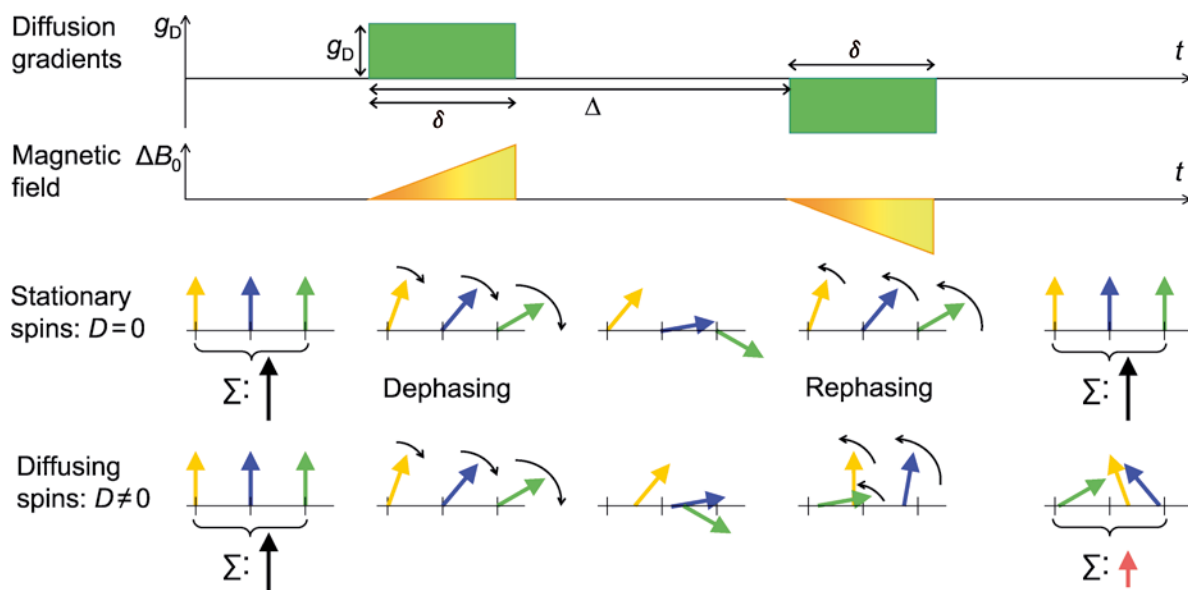 Diffusion gradients
g_D
g_D
δ
Δ
δ
t
Magnetic field
ΔB_0
t
Stationary spins: D = 0
Σ:
Dephasing
Rephasing
Σ:
Diffusing spins: D ≠ 0
Σ:
Σ: